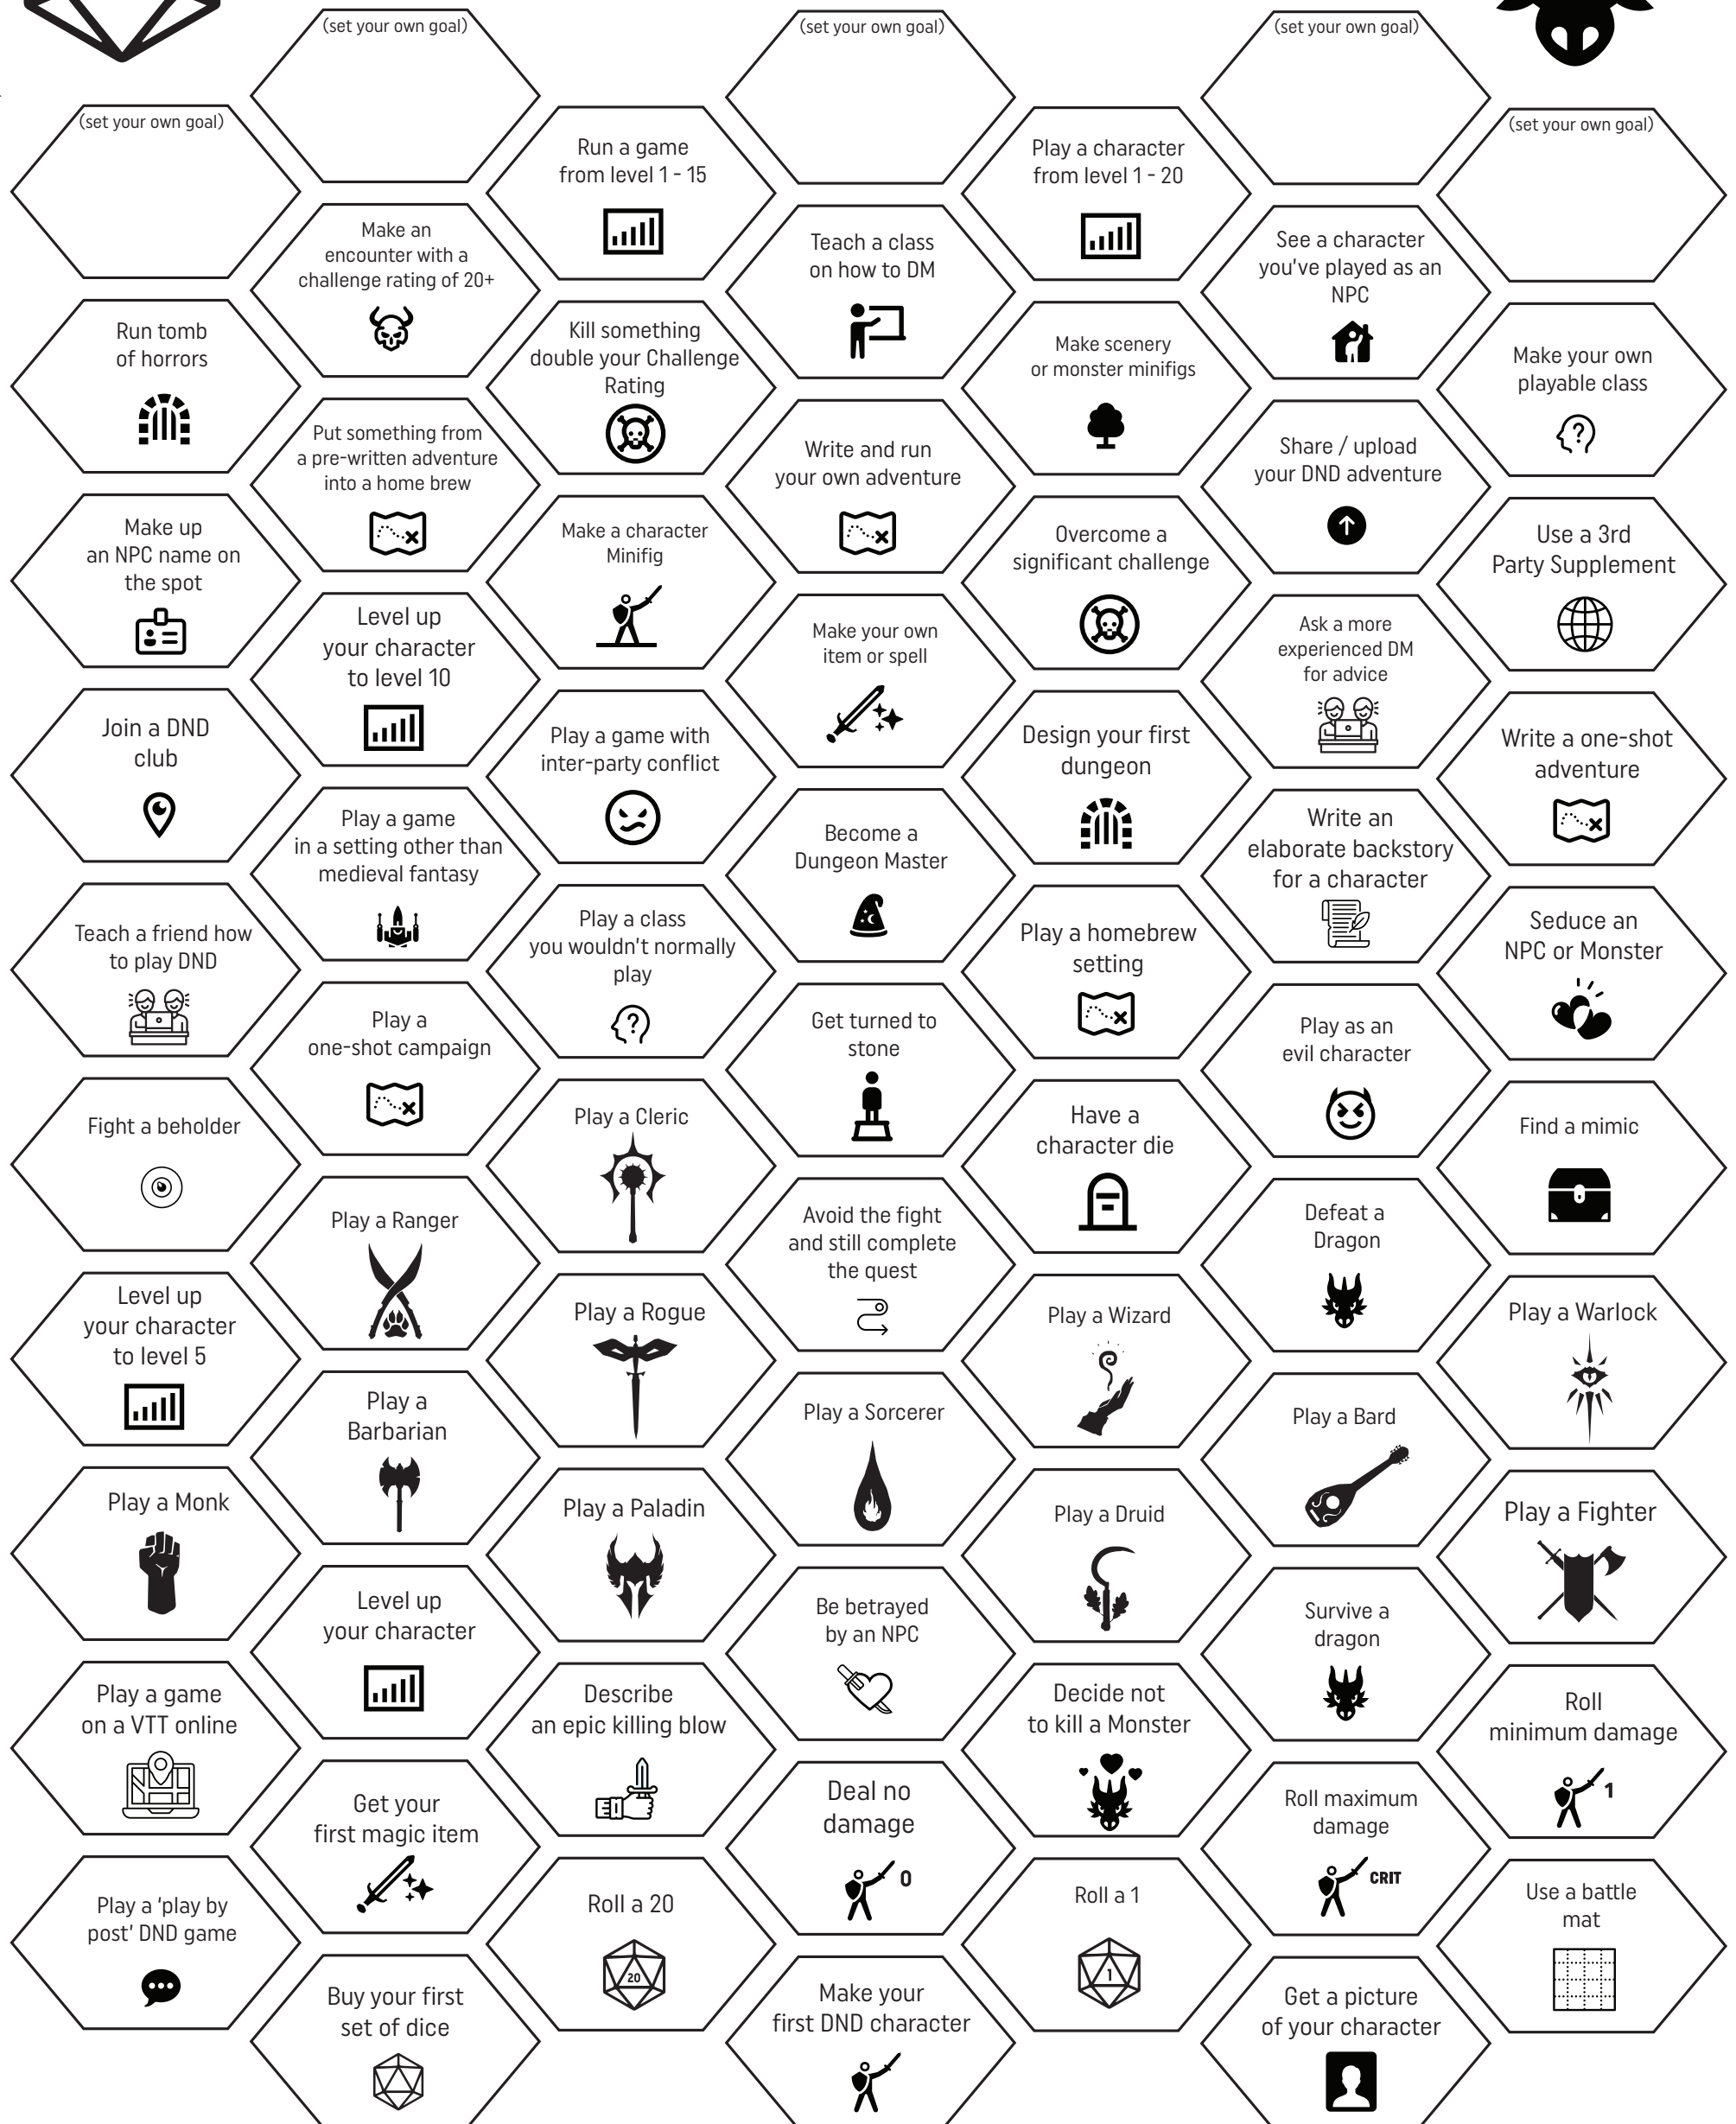 (set your own goal)
(set your own goal)
(set your own goal)
(set your own goal)
Run a game
from level 1 - 15
Play a character
from level 1 - 20
(set your own goal)
Make an
encounter with a
challenge rating of 20+
Teach a class
on how to DM
See a character
you've played as an
NPC
Run tomb
of horrors
Kill something
double your Challenge
Rating
Make scenery
or monster minifigs
Make your own
playable class
Put something from
a pre-written adventure
into a home brew
Write and run
your own adventure
Share / upload
your DND adventure
Make up
an NPC name on
the spot
Make a character
Minifig
Overcome a
significant challenge
Use a 3rd
Party Supplement
Level up
your character
to level 10
Make your own
item or spell
Ask a more
experienced DM
for advice
Join a DND
club
Play a game with
inter-party conflict
Design your first
dungeon
Write a one-shot
adventure
Play a game
in a setting other than
medieval fantasy
Become a
Dungeon Master
Write an
elaborate backstory
for a character
Teach a friend how
to play DND
Play a class
you wouldn't normally
play
Play a homebrew
setting
Seduce an
NPC or Monster
Play a
one-shot campaign
Get turned to
stone
Play as an
evil character
Fight a beholder
Play a Cleric
Have a
character die
Find a mimic
Play a Ranger
Avoid the fight
and still complete
the quest
Defeat a
Dragon
Level up
your character
to level 5
Play a Rogue
Play a Wizard
Play a Warlock
Play a
Barbarian
Play a Sorcerer
Play a Bard
Play a Monk
Play a Paladin
Play a Druid
Play a Fighter
Level up
your character
Be betrayed
by an NPC
Survive a
dragon
Play a game
on a VTT online
Describe
an epic killing blow
Decide not
to kill a Monster
Roll
minimum damage
1
Get your
first magic item
Deal no
damage
0
Roll maximum
damage
CRIT
Play a 'play by
post' DND game
Roll a 20
20
Roll a 1
1
Use a battle
mat
Buy your first
set of dice
Make your
first DND character
Get a picture
of your character